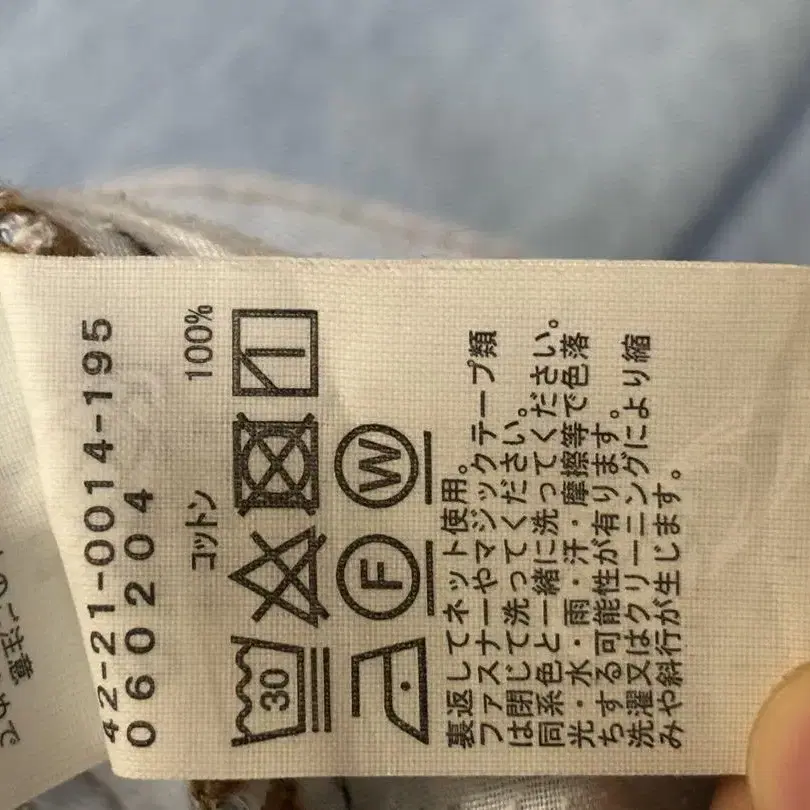 42-21-0014-195
060204
コットン 100%
30
F W
裏返してネット使用。
ファスナーやマジックテープ類
は閉じて洗ってください。
同系色と一緒に洗ってください。
光・水・雨・汗・摩擦等で色落
ちする可能性が有ります。
洗濯又はクリーニングにより縮
みや斜行が生じます。